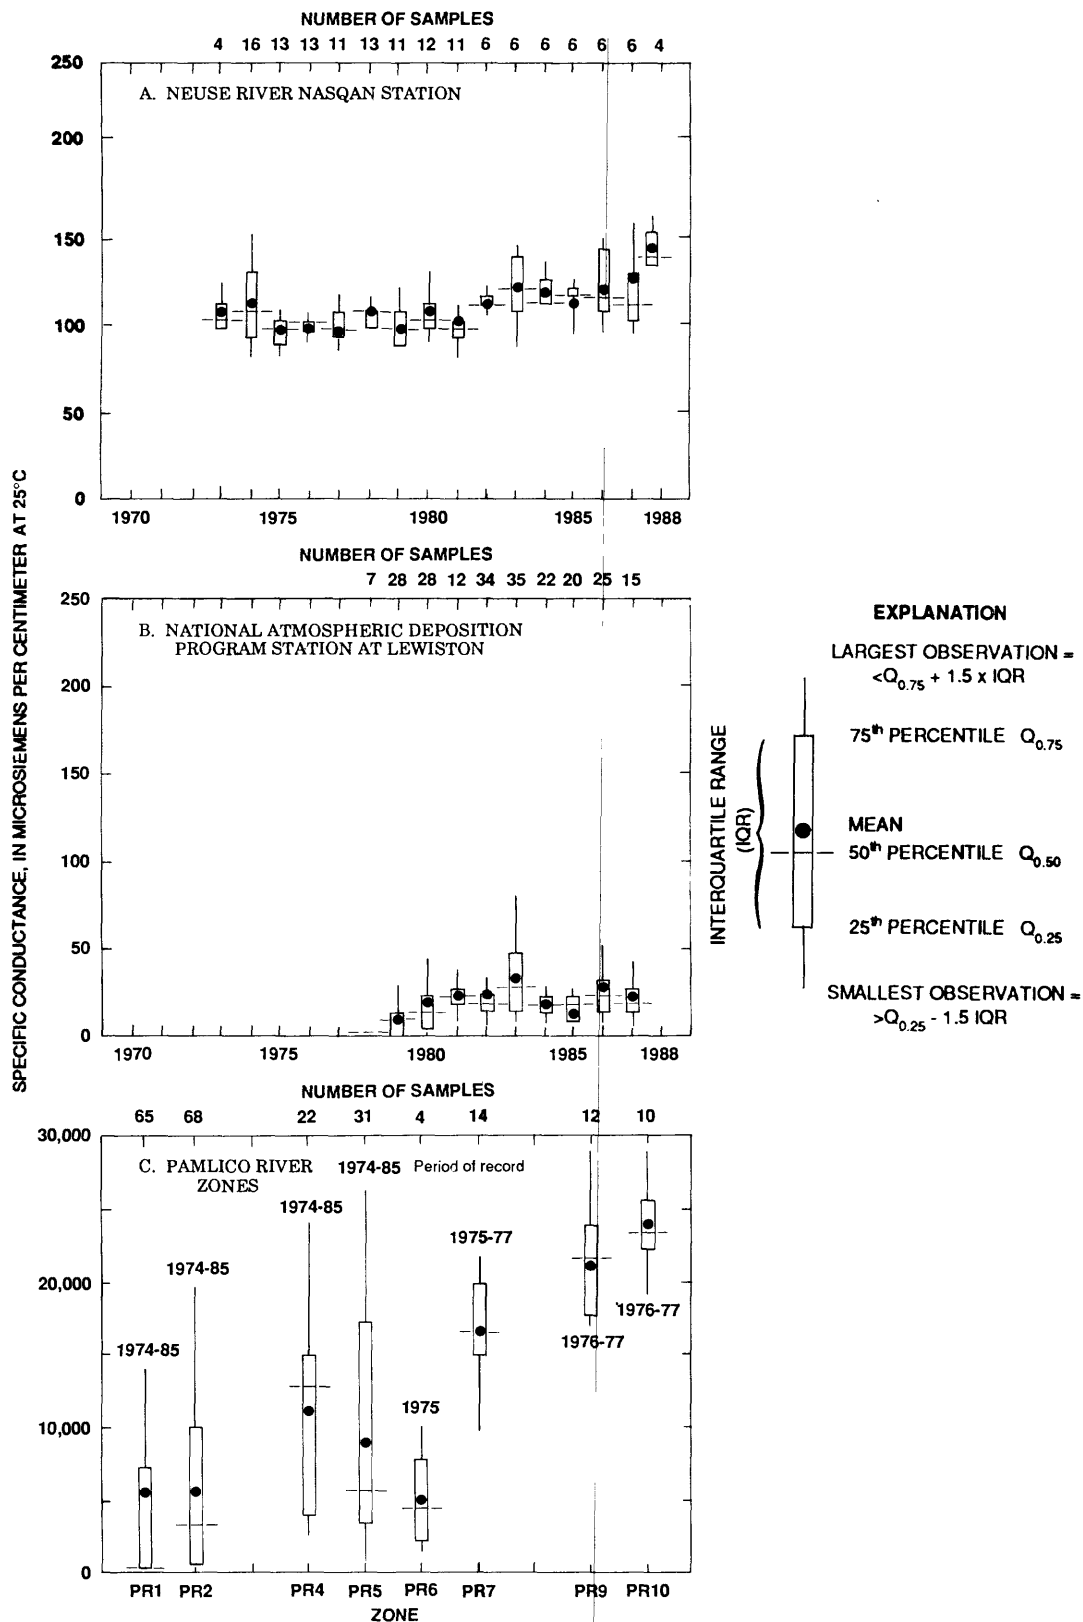 NUMBER OF SAMPLES
4 16 13 13 11 13 11 12 11 6 6 6 6 6 6 4
250
200
150
100
50
0
A. NEUSE RIVER NASQAN STATION
1970 1975 1980 1985 1988
SPECIFIC CONDUCTANCE, IN MICROSIEMENS PER CENTIMETER AT 25°C
NUMBER OF SAMPLES
7 28 28 12 34 35 22 20 25 15
250
200
150
100
50
0
B. NATIONAL ATMOSPHERIC DEPOSITION
PROGRAM STATION AT LEWISTON
1970 1975 1980 1985 1988
EXPLANATION
LARGEST OBSERVATION =
<Q0.75 + 1.5 x IQR
75th PERCENTILE Q0.75
MEAN
50th PERCENTILE Q0.50
25th PERCENTILE Q0.25
SMALLEST OBSERVATION =
>Q0.25 - 1.5 IQR
INTERQUARTILE RANGE
(IQR)
NUMBER OF SAMPLES
65 68 22 31 4 14 12 10
30,000
20,000
10,000
0
C. PAMLICO RIVER
ZONES
1974-85 Period of record
1974-85
1974-85
1974-85
1975-77
1975
1976-77
1976-77
PR1 PR2 PR4 PR5 PR6 PR7 PR9 PR10
ZONE